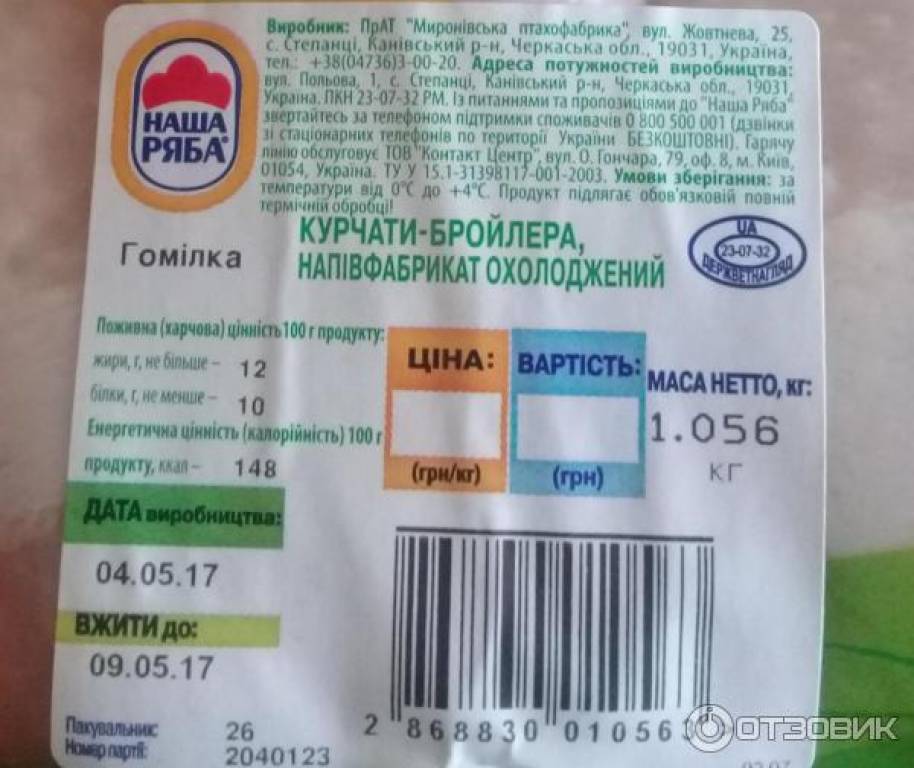 Виробник: ПрАТ "Миронівська птахофабрика", вул. Жовтнева, 25,
с. Степанці, Канівський р-н, Черкаська обл., 19031, Україна,
тел.: +38(04736)3-00-20. Адреса потужностей виробництва:
вул. Польова, 1, с. Степанці, Канівський р-н, Черкаська обл., 19031,
Україна. ПКН 23-07-32 РМ. Із питаннями та пропозиціями до "Наша Ряба"
звертайтесь за телефоном підтримки споживачів 0 800 500 001 (дзвінки
зі стаціонарних телефонів по території України БЕЗКОШТОВНІ). Гарячу
лінію обслуговує ТОВ "Контакт Центр", вул. О. Гончара, 79, оф. 8, м. Київ,
01054, Україна. ТУ У 15.1-31398117-001-2003. Умови зберігання: за
температури від 0°С до +4°С. Продукт підлягає обов'язковій повній
термічній обробці!
НАША
РЯБА®
Гомілка
КУРЧАТИ-БРОЙЛЕРА,
НАПІВФАБРИКАТ ОХОЛОДЖЕНИЙ
UA
23-07-32
ДЕРЖВЕТНАГЛЯД
Поживна (харчова) цінність 100 г продукту:
жири, г, не більше – 12
білки, г, не менше – 10
Енергетична цінність (калорійність) 100 г
продукту, ккал – 148
ЦІНА:
(грн/кг)
ВАРТІСТЬ:
(грн)
МАСА НЕТТО, кг:
1.056
кг
ДАТА виробництва:
04.05.17
ВЖИТИ до:
09.05.17
Пакувальник: 26
Номер партії: 2040123
2 868830 010563
ОТЗОВИК